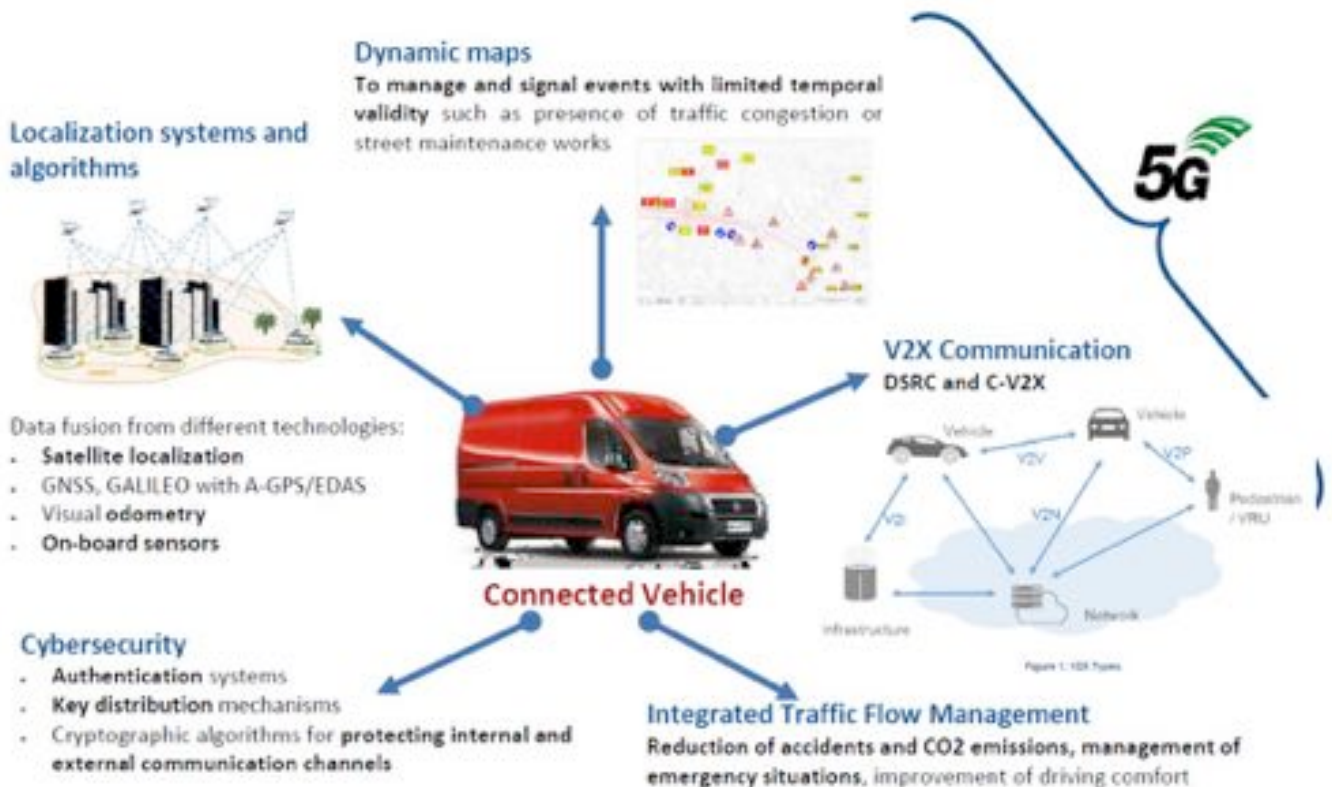 Dynamic maps
To manage and signal events with limited temporal
validity such as presence of traffic congestion or
street maintenance works
5G
Localization systems and
algorithms
Data fusion from different technologies:
. Satellite localization
. GNSS, GALILEO with A-GPS/EDAS
. Visual odometry
. On-board sensors
V2X Communication
DSRC and C-V2X
Vehicle
Vehicle
V2V
V2P
V2I
V2N
Pedestrian
/ VRU
Network
Infrastructure
Figure 1: V2X Types
Connected Vehicle
Cybersecurity
. Authentication systems
. Key distribution mechanisms
. Cryptographic algorithms for protecting internal and
external communication channels
Integrated Traffic Flow Management
Reduction of accidents and CO2 emissions, management of
emergency situations, improvement of driving comfort